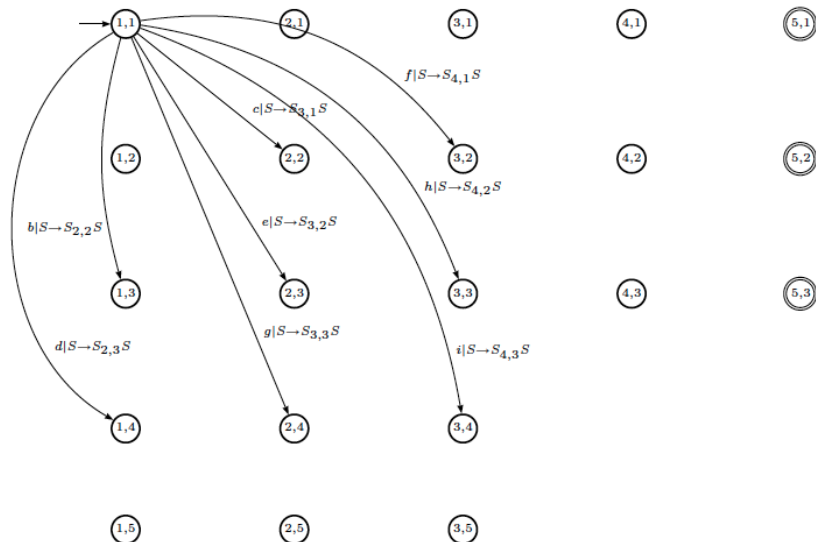 1,1 2,1 3,1 4,1 5,1
f|S→S4,1S
c|S→S3,1S
1,2 2,2 3,2 4,2 5,2
h|S→S4,2S
b|S→S2,2S e|S→S3,2S
1,3 2,3 3,3 4,3 5,3
g|S→S3,3S
d|S→S2,3S i|S→S4,3S
1,4 2,4 3,4
1,5 2,5 3,5